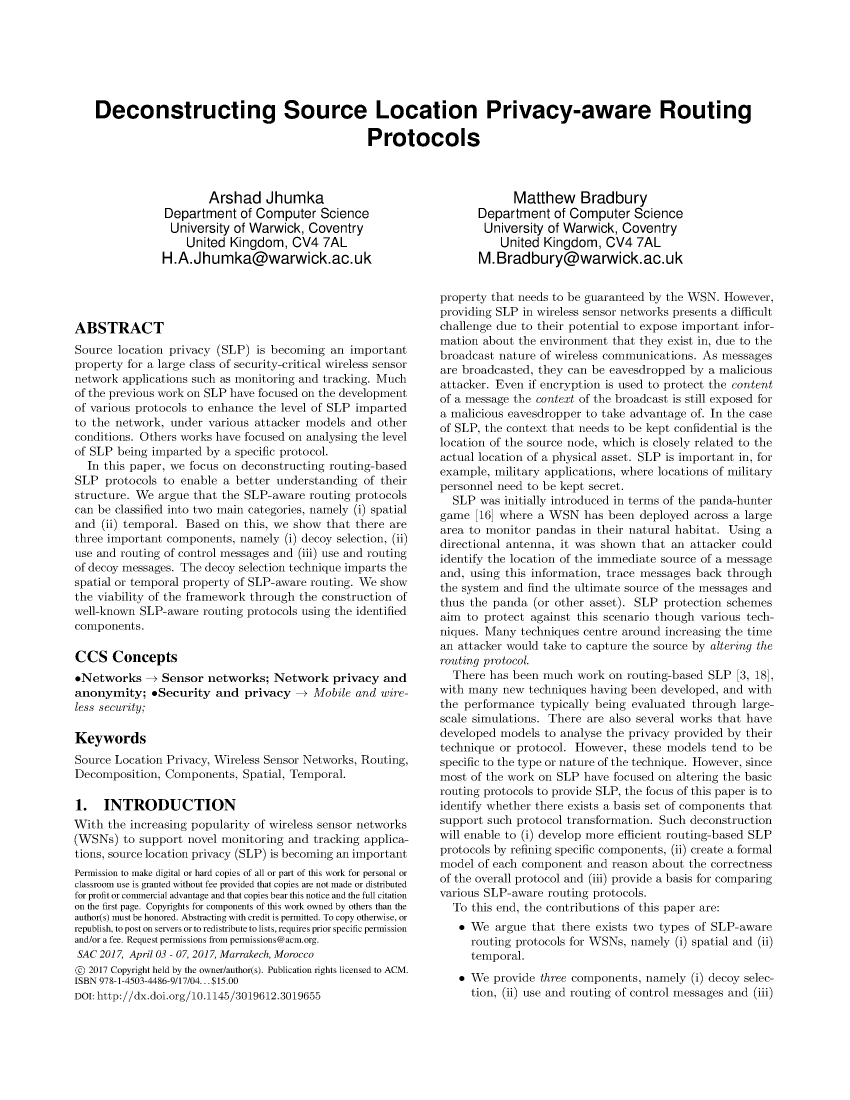 Deconstructing Source Location Privacy-aware Routing
Protocols
Arshad Jhumka
Department of Computer Science
University of Warwick, Coventry
United Kingdom, CV4 7AL
H.A.Jhumka@warwick.ac.uk
Matthew Bradbury
Department of Computer Science
University of Warwick, Coventry
United Kingdom, CV4 7AL
M.Bradbury@warwick.ac.uk
ABSTRACT
Source location privacy (SLP) is becoming an important
property for a large class of security-critical wireless sensor
network applications such as monitoring and tracking. Much
of the previous work on SLP have focused on the development
of various protocols to enhance the level of SLP imparted
to the network, under various attacker models and other
conditions. Others works have focused on analysing the level
of SLP being imparted by a specific protocol.
In this paper, we focus on deconstructing routing-based
SLP protocols to enable a better understanding of their
structure. We argue that the SLP-aware routing protocols
can be classified into two main categories, namely (i) spatial
and (ii) temporal. Based on this, we show that there are
three important components, namely (i) decoy selection, (ii)
use and routing of control messages and (iii) use and routing
of decoy messages. The decoy selection technique imparts the
spatial or temporal property of SLP-aware routing. We show
the viability of the framework through the construction of
well-known SLP-aware routing protocols using the identified
components.
CCS Concepts
•Networks → Sensor networks; Network privacy and
anonymity; •Security and privacy → Mobile and wire-
less security;
Keywords
Source Location Privacy, Wireless Sensor Networks, Routing,
Decomposition, Components, Spatial, Temporal.
1. INTRODUCTION
With the increasing popularity of wireless sensor networks
(WSNs) to support novel monitoring and tracking applica-
tions, source location privacy (SLP) is becoming an important
Permission to make digital or hard copies of all or part of this work for personal or
classroom use is granted without fee provided that copies are not made or distributed
for profit or commercial advantage and that copies bear this notice and the full citation
on the first page. Copyrights for components of this work owned by others than the
author(s) must be honored. Abstracting with credit is permitted. To copy otherwise, or
republish, to post on servers or to redistribute to lists, requires prior specific permission
and/or a fee. Request permissions from permissions@acm.org.
SAC 2017, April 03 - 07, 2017, Marrakech, Morocco
© 2017 Copyright held by the owner/author(s). Publication rights licensed to ACM.
ISBN 978-1-4503-4486-9/17/04...$15.00
DOI: http://dx.doi.org/10.1145/3019612.3019655
property that needs to be guaranteed by the WSN. However,
providing SLP in wireless sensor networks presents a difficult
challenge due to their potential to expose important infor-
mation about the environment that they exist in, due to the
broadcast nature of wireless communications. As messages
are broadcasted, they can be eavesdropped by a malicious
attacker. Even if encryption is used to protect the content
of a message the context of the broadcast is still exposed for
a malicious eavesdropper to take advantage of. In the case
of SLP, the context that needs to be kept confidential is the
location of the source node, which is closely related to the
actual location of a physical asset. SLP is important in, for
example, military applications, where locations of military
personnel need to be kept secret.
SLP was initially introduced in terms of the panda-hunter
game [16] where a WSN has been deployed across a large
area to monitor pandas in their natural habitat. Using a
directional antenna, it was shown that an attacker could
identify the location of the immediate source of a message
and, using this information, trace messages back through
the system and find the ultimate source of the messages and
thus the panda (or other asset). SLP protection schemes
aim to protect against this scenario though various tech-
niques. Many techniques centre around increasing the time
an attacker would take to capture the source by altering the
routing protocol.
There has been much work on routing-based SLP [3, 18],
with many new techniques having been developed, and with
the performance typically being evaluated through large-
scale simulations. There are also several works that have
developed models to analyse the privacy provided by their
technique or protocol. However, these models tend to be
specific to the type or nature of the technique. However, since
most of the work on SLP have focused on altering the basic
routing protocols to provide SLP, the focus of this paper is to
identify whether there exists a basis set of components that
support such protocol transformation. Such deconstruction
will enable to (i) develop more efficient routing-based SLP
protocols by refining specific components, (ii) create a formal
model of each component and reason about the correctness
of the overall protocol and (iii) provide a basis for comparing
various SLP-aware routing protocols.
To this end, the contributions of this paper are:
• We argue that there exists two types of SLP-aware
routing protocols for WSNs, namely (i) spatial and (ii)
temporal.
• We provide three components, namely (i) decoy selec-
tion, (ii) use and routing of control messages and (iii)